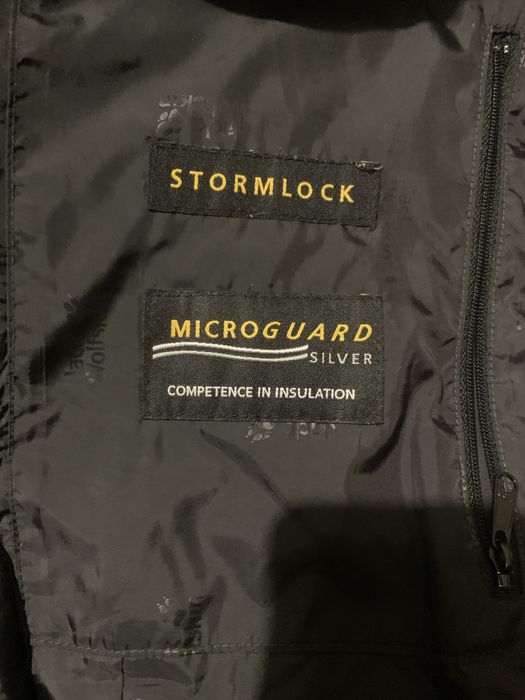 STORMLOCK
MICROGUARD
SILVER
COMPETENCE IN INSULATION